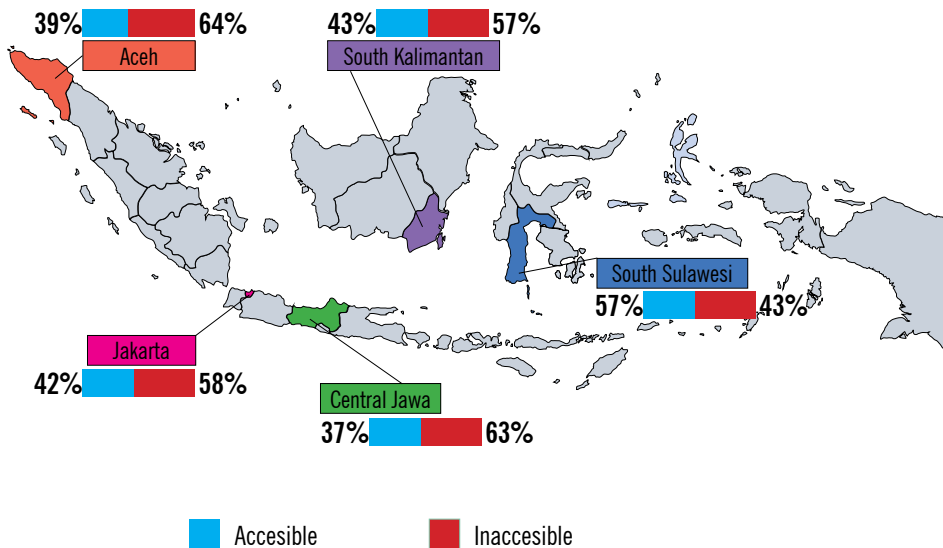 39% 64%
Aceh
43% 57%
South Kalimantan
South Sulawesi
57% 43%
Jakarta
42% 58%
Central Jawa
37% 63%
Accesible
Inaccesible